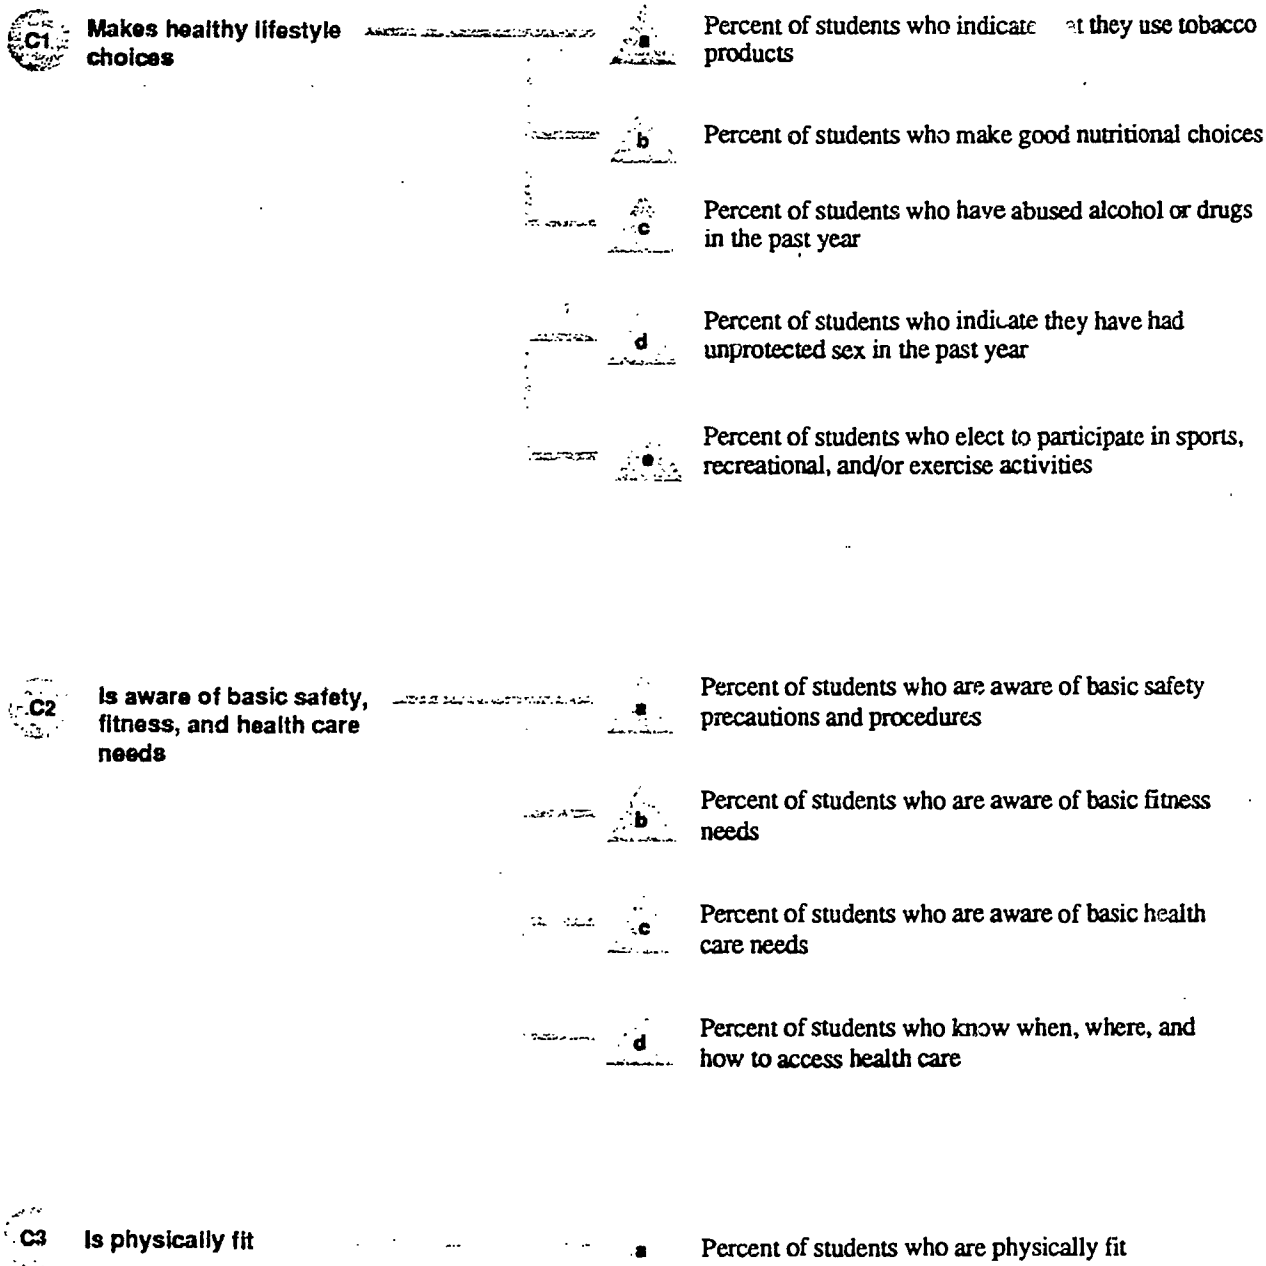 C1
Makes healthy lifestyle
choices
a
Percent of students who indicate they use tobacco
products
b
Percent of students who make good nutritional choices
c
Percent of students who have abused alcohol or drugs
in the past year
d
Percent of students who indicate they have had
unprotected sex in the past year
e
Percent of students who elect to participate in sports,
recreational, and/or exercise activities
C2
Is aware of basic safety,
fitness, and health care
needs
a
Percent of students who are aware of basic safety
precautions and procedures
b
Percent of students who are aware of basic fitness
needs
c
Percent of students who are aware of basic health
care needs
d
Percent of students who know when, where, and
how to access health care
C3
Is physically fit
a
Percent of students who are physically fit